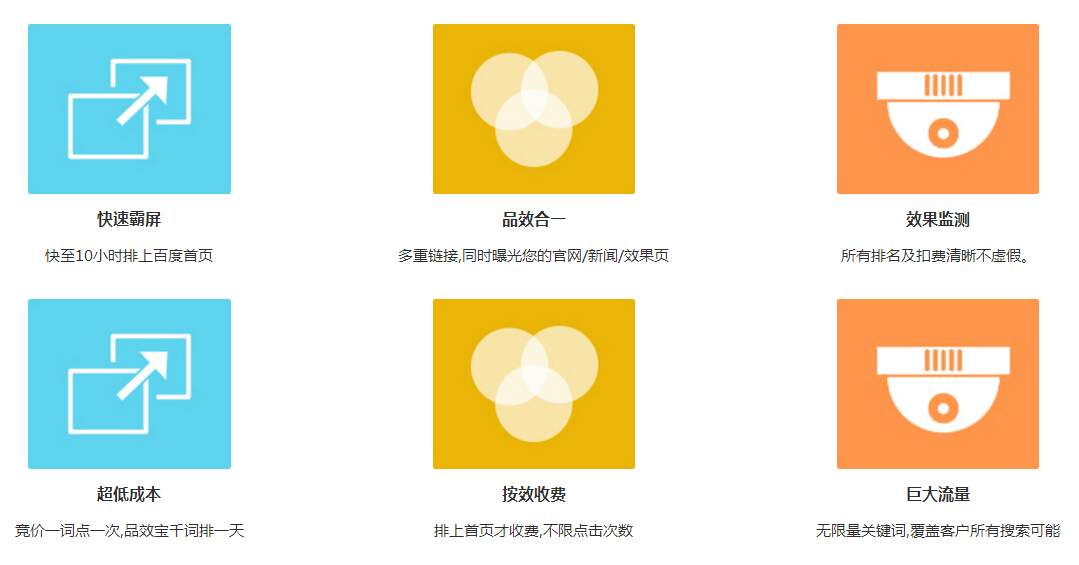 快速霸屏
品效合一
效果监测
快至10小时排上百度首页
多重链接,同时曝光您的官网/新闻/效果页
所有排名及扣费清晰不虚假。
超低成本
按效收费
巨大流量
竞价一词点一次,品效宝千词排一天
排上首页才收费,不限点击次数
无限量关键词,覆盖客户所有搜索可能